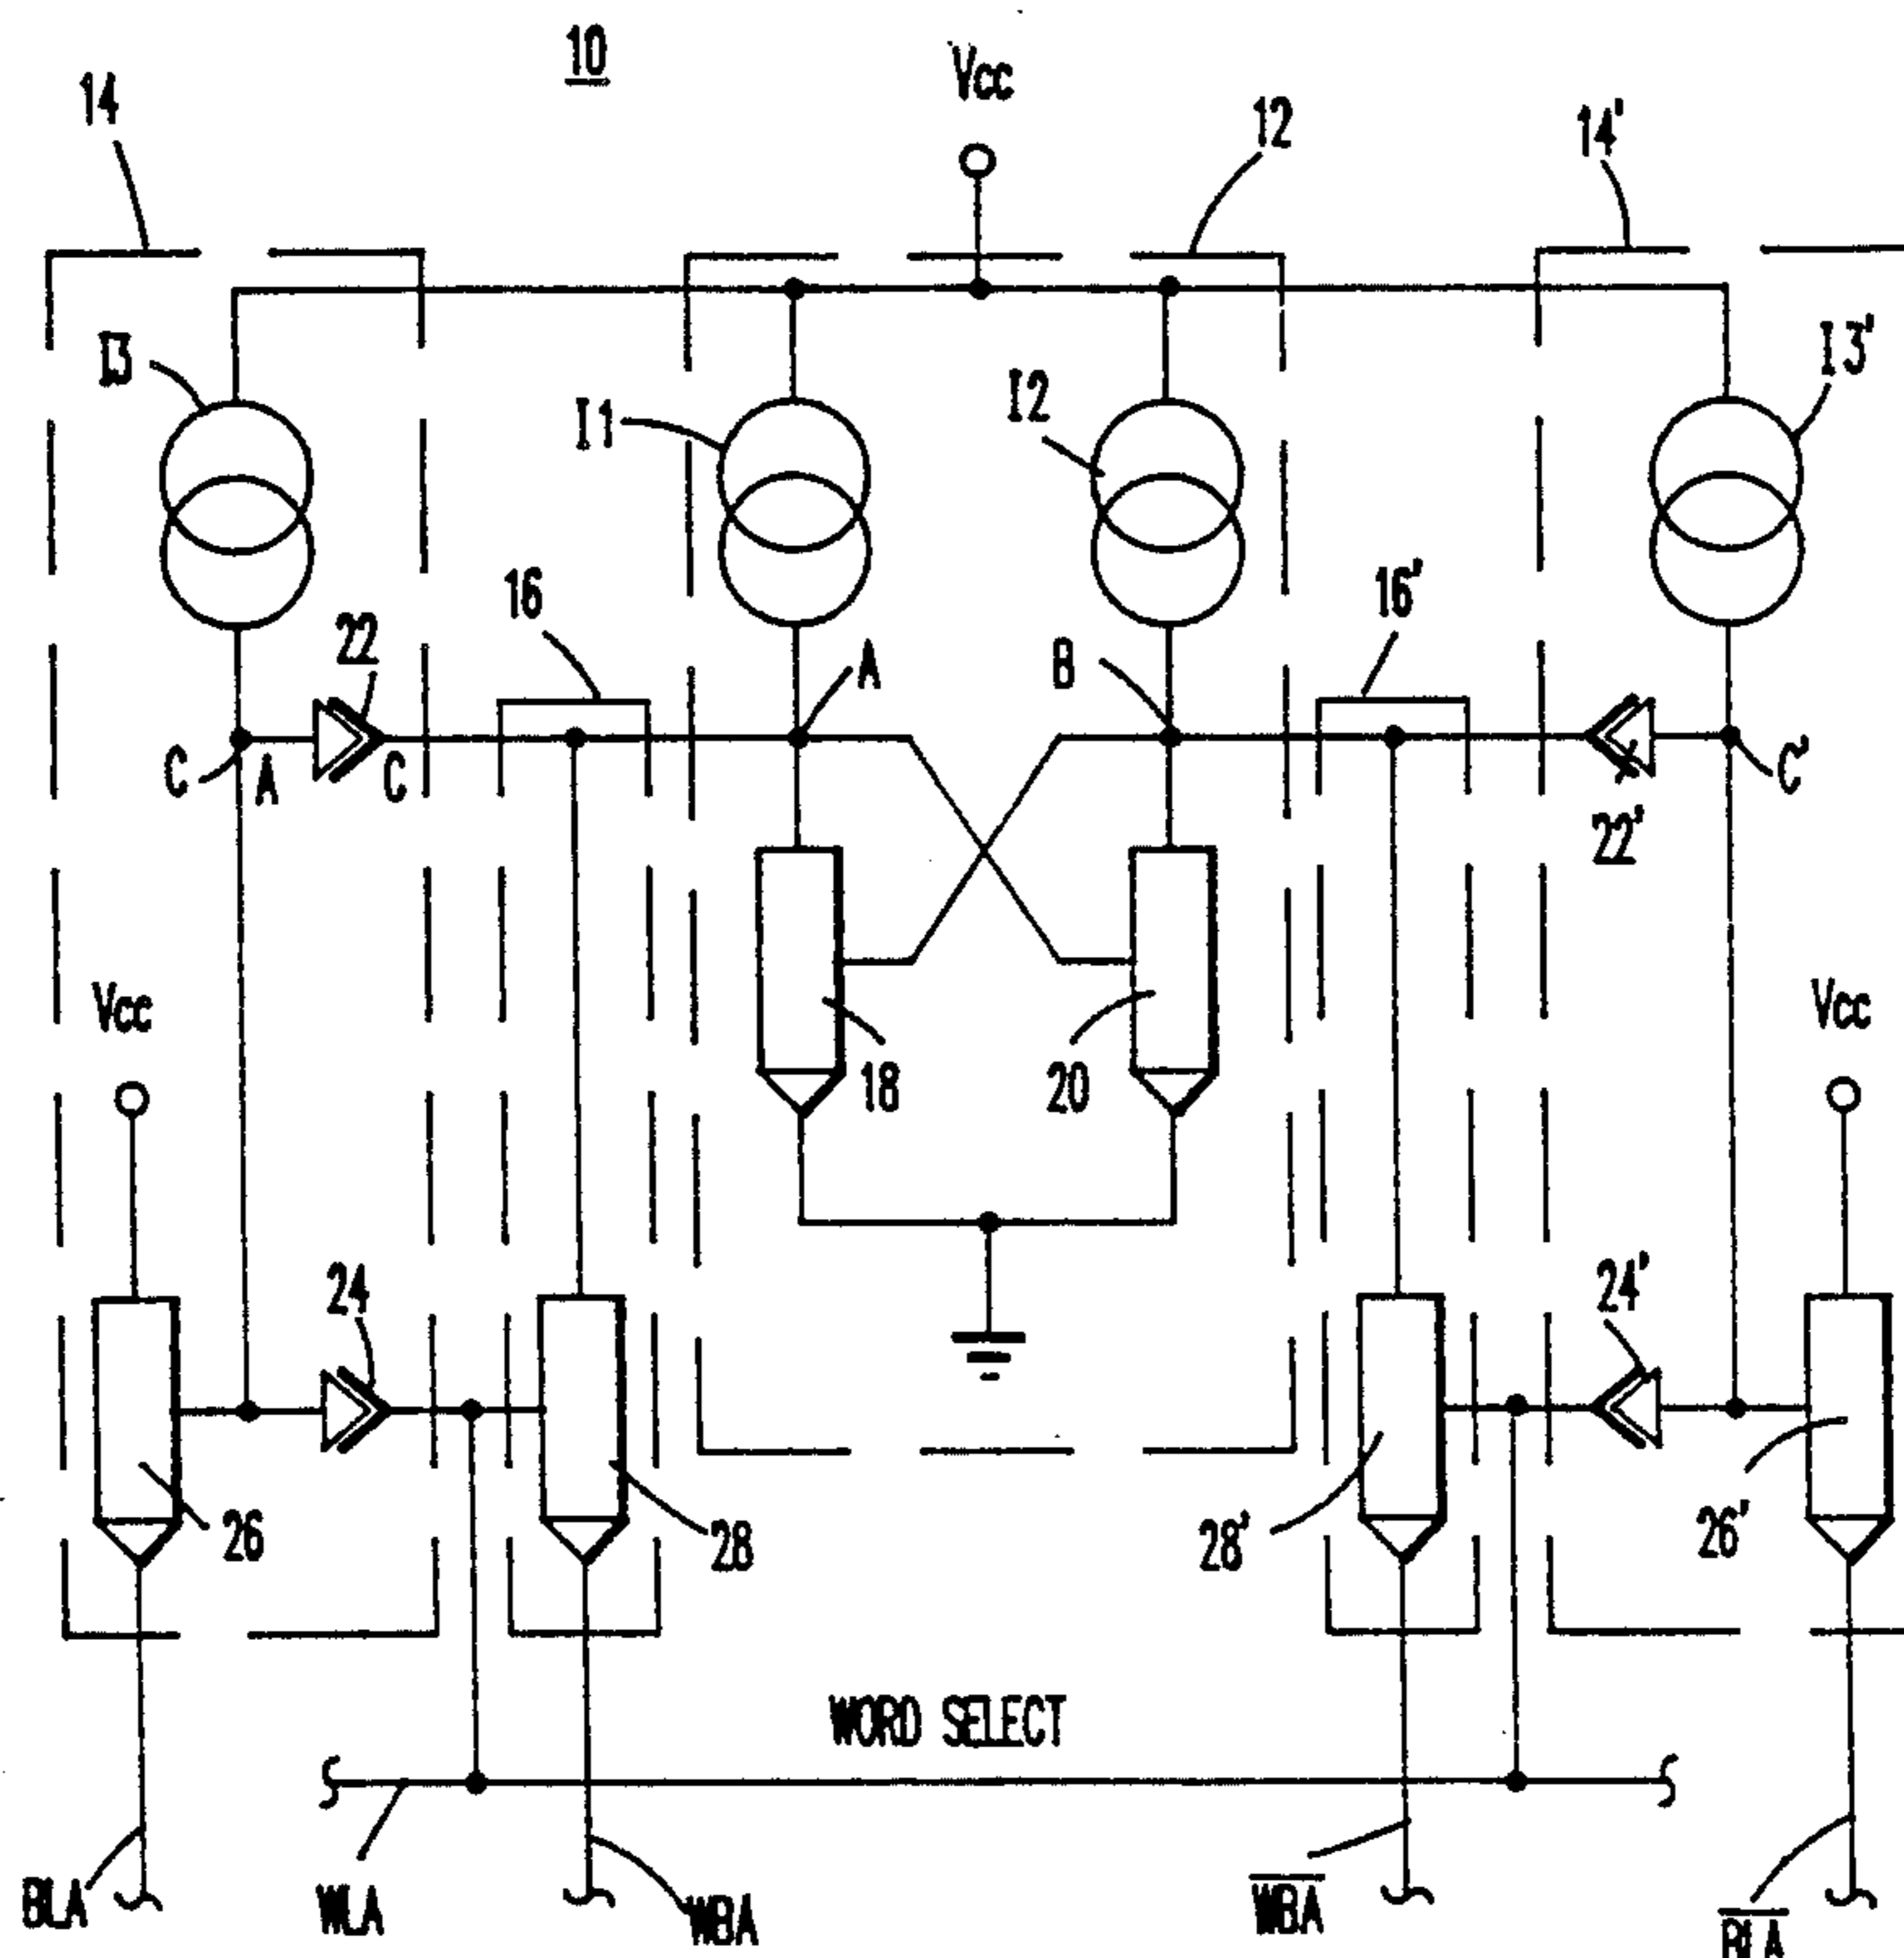 10
Vcc
14
12
14'
I3
I1
I2
I3'
22
16
A
B
16'
C
A
C
C'
22'
Vcc
18
20
Vcc
24
24'
26
28
28'
26'
WORD SELECT
BLA
WLA
WBA
W̅B̅A̅
B̅L̅A̅